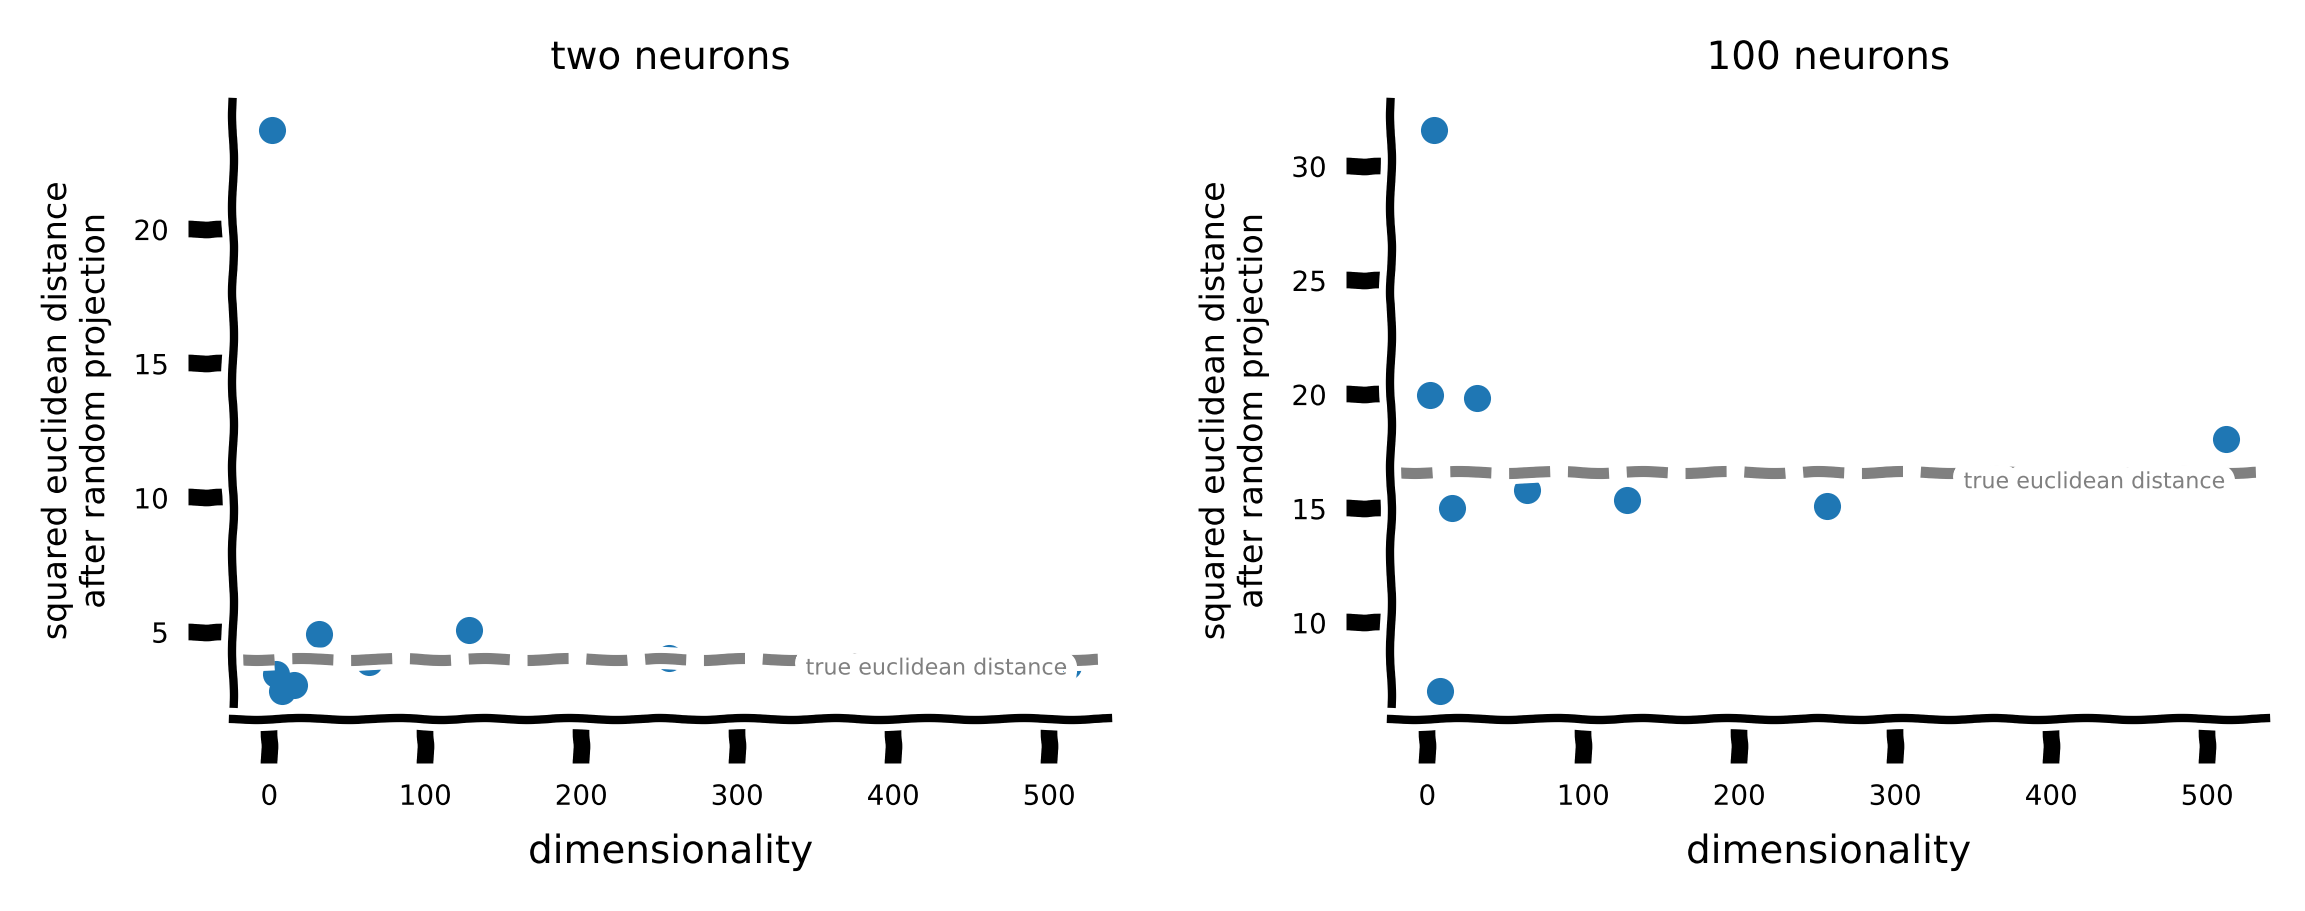 two neurons
squared euclidean distance
after random projection
20
15
10
5
true euclidean distance
0 100 200 300 400 500
dimensionality
100 neurons
squared euclidean distance
after random projection
30
25
20
15
10
true euclidean distance
0 100 200 300 400 500
dimensionality